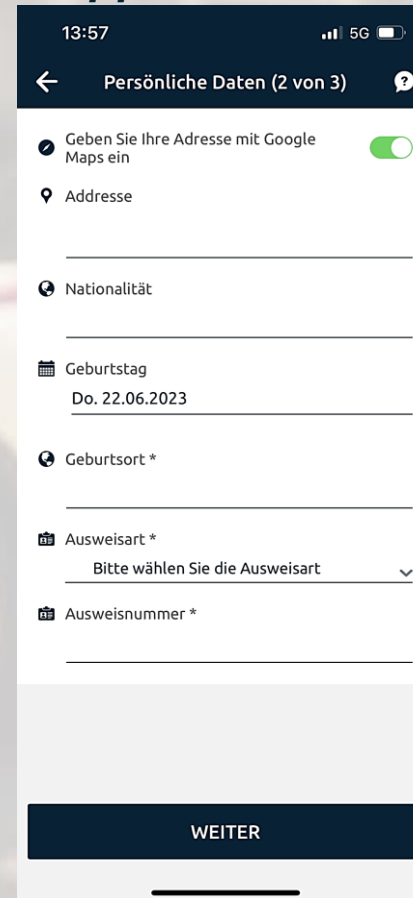 13:57
5G
Persönliche Daten (2 von 3)
Geben Sie Ihre Adresse mit Google
Maps ein
Addresse
Nationalität
Geburtstag
Do. 22.06.2023
Geburtsort *
Ausweisart *
Bitte wählen Sie die Ausweisart
Ausweisnummer *
WEITER